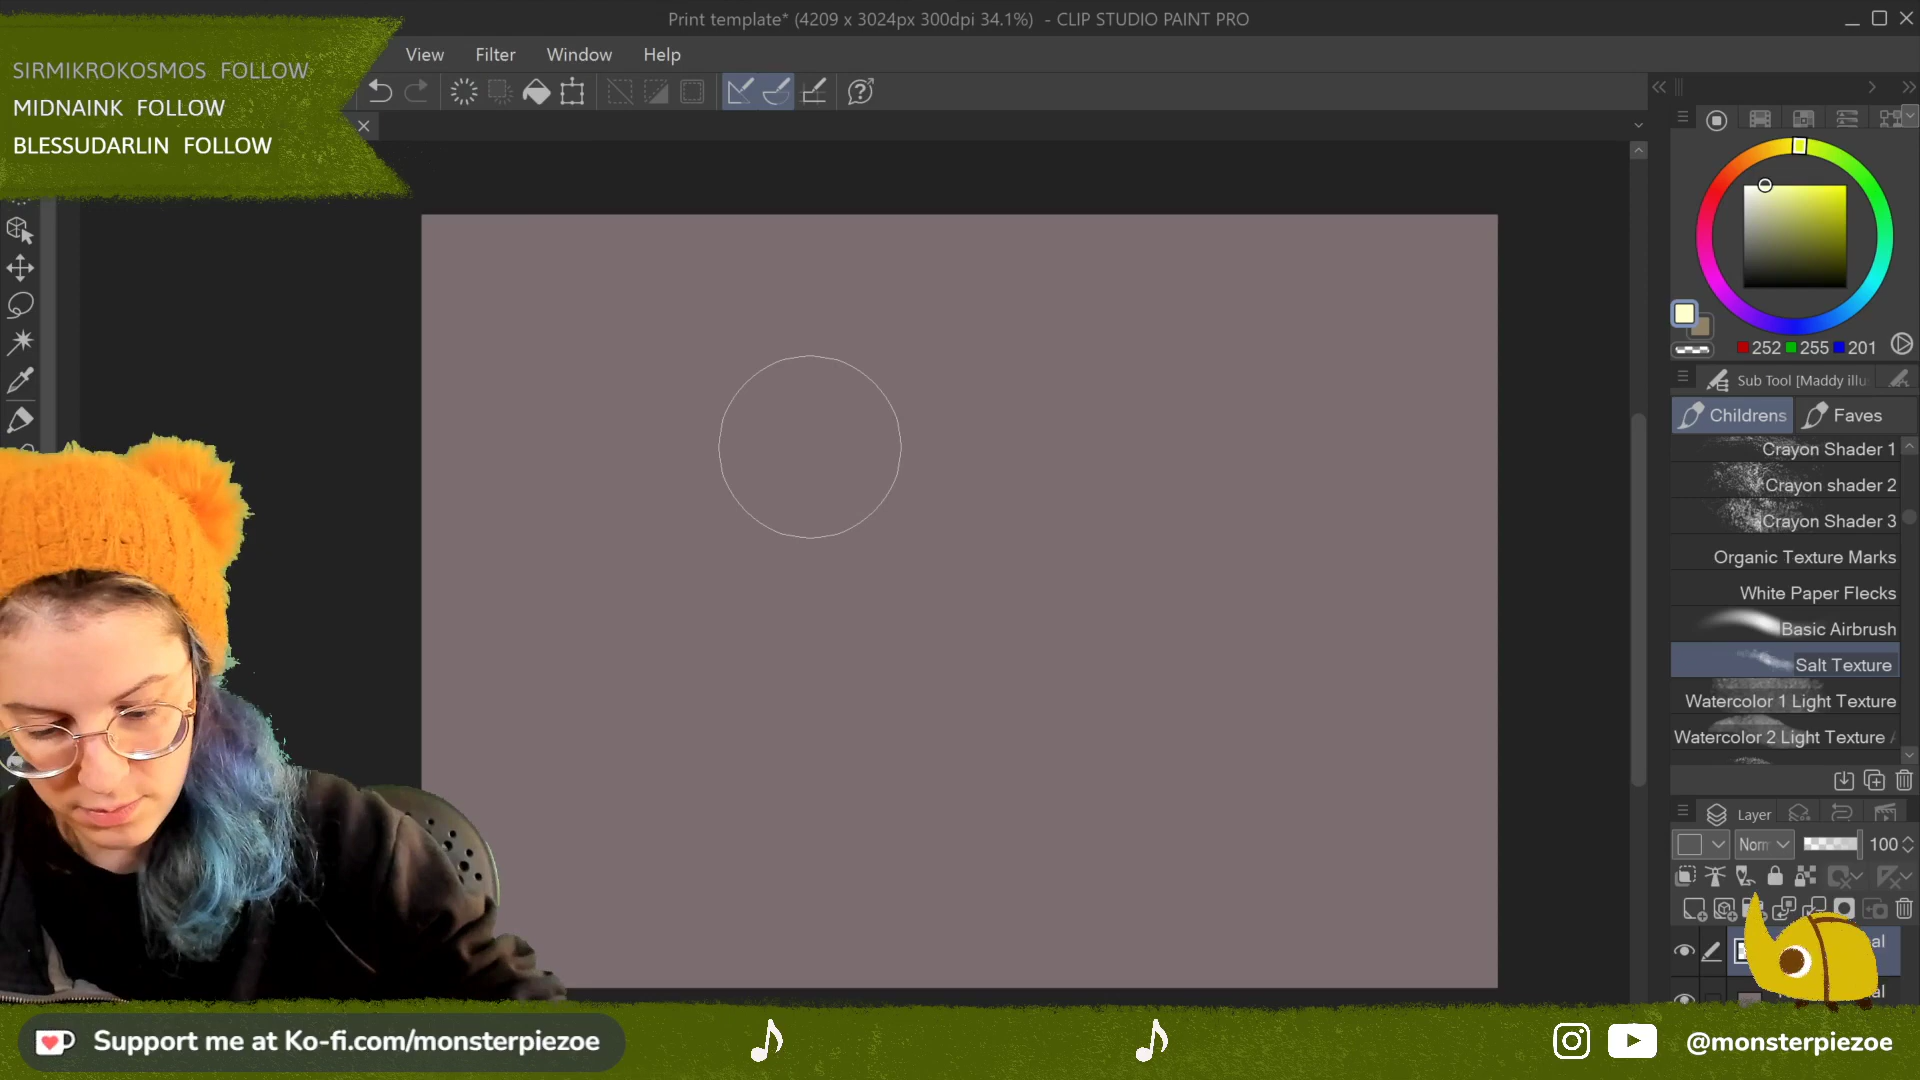 Print template* (4209 x 3024px 300dpi 34.1%) - CLIP STUDIO PAINT PRO
View Filter Window Help
SIRMIKROKOSMOS FOLLOW
MIDNAINK FOLLOW
BLESSUDARLIN FOLLOW
252 255 201
Sub Tool [Maddy illu
Childrens Faves
Crayon Shader 1
Crayon shader 2
Crayon Shader 3
Organic Texture Marks
White Paper Flecks
Basic Airbrush
Salt Texture
Watercolor 1 Light Texture
Watercolor 2 Light Texture
Layer
Norm 100
al
al
Support me at Ko-fi.com/monsterpiezoe
@monsterpiezoe